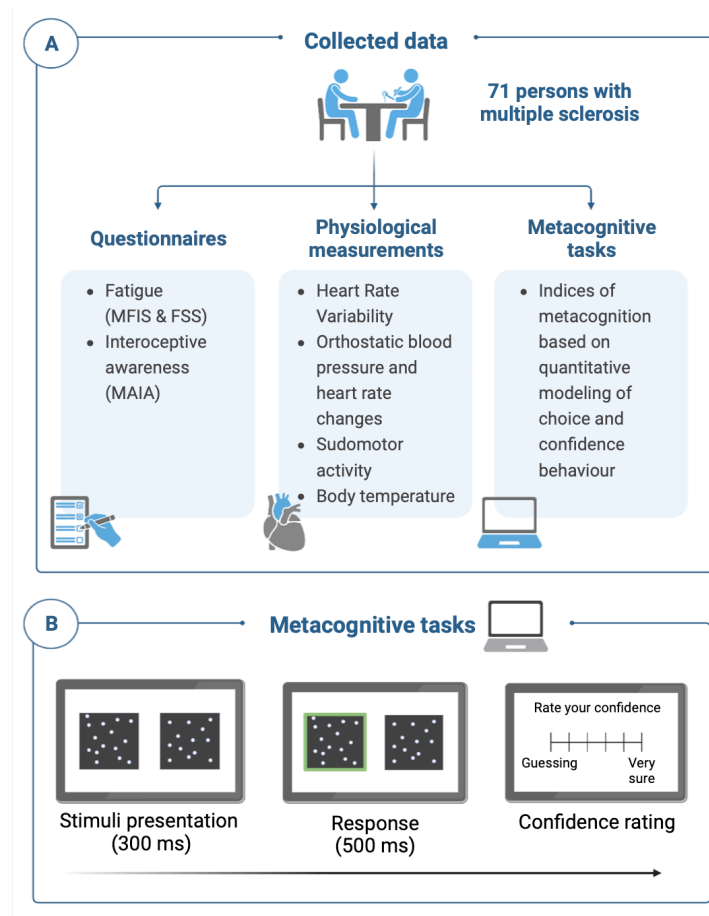 A
Collected data
71 persons with
multiple sclerosis
Questionnaires
• Fatigue
(MFIS & FSS)
• Interoceptive
awareness
(MAIA)
Physiological
measurements
• Heart Rate
Variability
• Orthostatic blood
pressure and
heart rate
changes
• Sudomotor
activity
• Body temperature
Metacognitive
tasks
• Indices of
metacognition
based on
quantitative
modeling of
choice and
confidence
behaviour
B
Metacognitive tasks
Stimuli presentation
(300 ms)
Response
(500 ms)
Rate your confidence
Guessing
Very
sure
Confidence rating